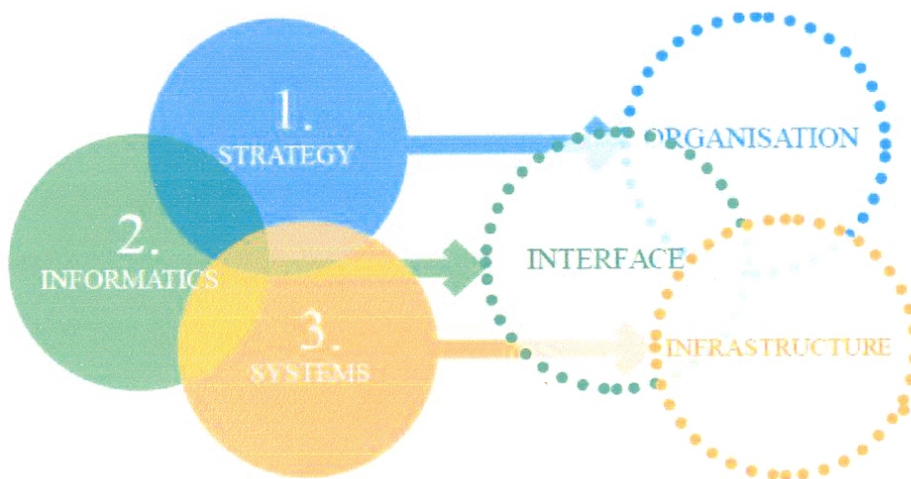 1.
STRATEGY
ORGANISATION
2.
INFORMATICS
INTERFACE
3.
SYSTEMS
INFRASTRUCTURE